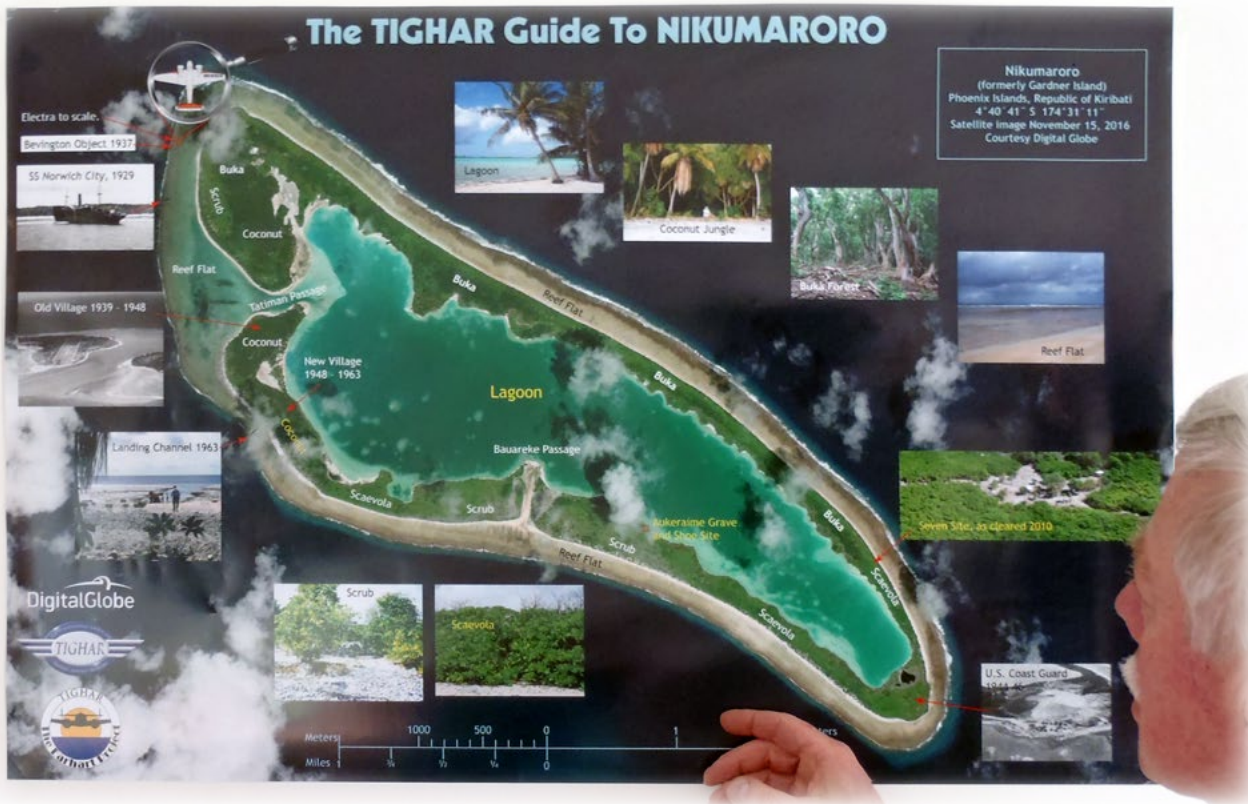 The TIGHAR Guide To NIKUMARORO
Nikumaroro
(formerly Gardner Island)
Phoenix Islands, Republic of Kiribati
4°40'41" S 174°31'11"
Satellite image November 15, 2016
Courtesy Digital Globe
Electra to scale.
Bevington Object 1937
SS Norwich City, 1929
Buka
Scrub
Coconut
Reef Flat
Tatiman Passage
Old Village 1939 - 1948
Coconut
New Village
1948 - 1963
Landing Channel 1963
Lagoon
Coconut Jungle
Buka Forest
Reef Flat
Buka
Reef Flat
Buka
Lagoon
Bauareke Passage
Scaevola
Scrub
Aukeraime Grave
and Shoe Site
Scrub
Reef Flat
Buka
Scaevola
Scaevola
Seven Site, as cleared 2010
U.S. Coast Guard
DigitalGlobe
TIGHAR
TIGHAR
The Earhart Project
Scrub
Scaevola
Meters
1000 500 0 1
Miles 1 ¾ ½ ¼ 0